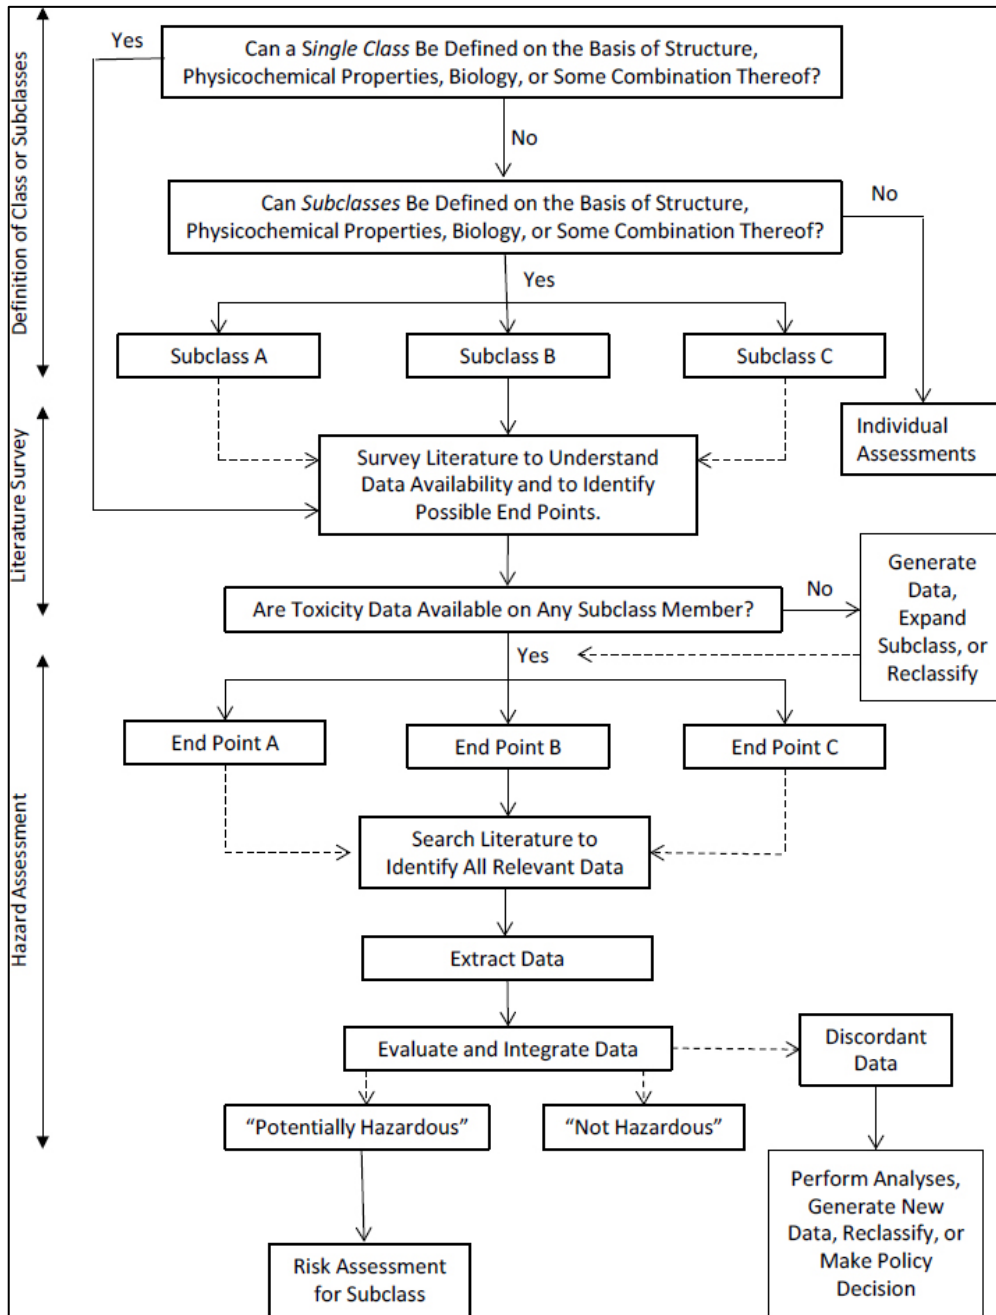 Yes
Can a Single Class Be Defined on the Basis of Structure,
Physicochemical Properties, Biology, or Some Combination Thereof?
No
Can Subclasses Be Defined on the Basis of Structure,
Physicochemical Properties, Biology, or Some Combination Thereof?
No
Yes
Subclass A
Subclass B
Subclass C
Definition of Class or Subclasses
Individual
Assessments
Survey Literature to Understand
Data Availability and to Identify
Possible End Points.
Literature Survey
Are Toxicity Data Available on Any Subclass Member?
No
Generate
Data,
Expand
Subclass, or
Reclassify
Yes
End Point A
End Point B
End Point C
Search Literature to
Identify All Relevant Data
Hazard Assessment
Extract Data
Evaluate and Integrate Data
Discordant
Data
“Potentially Hazardous”
“Not Hazardous”
Perform Analyses,
Generate New
Data, Reclassify, or
Make Policy
Decision
Risk Assessment
for Subclass